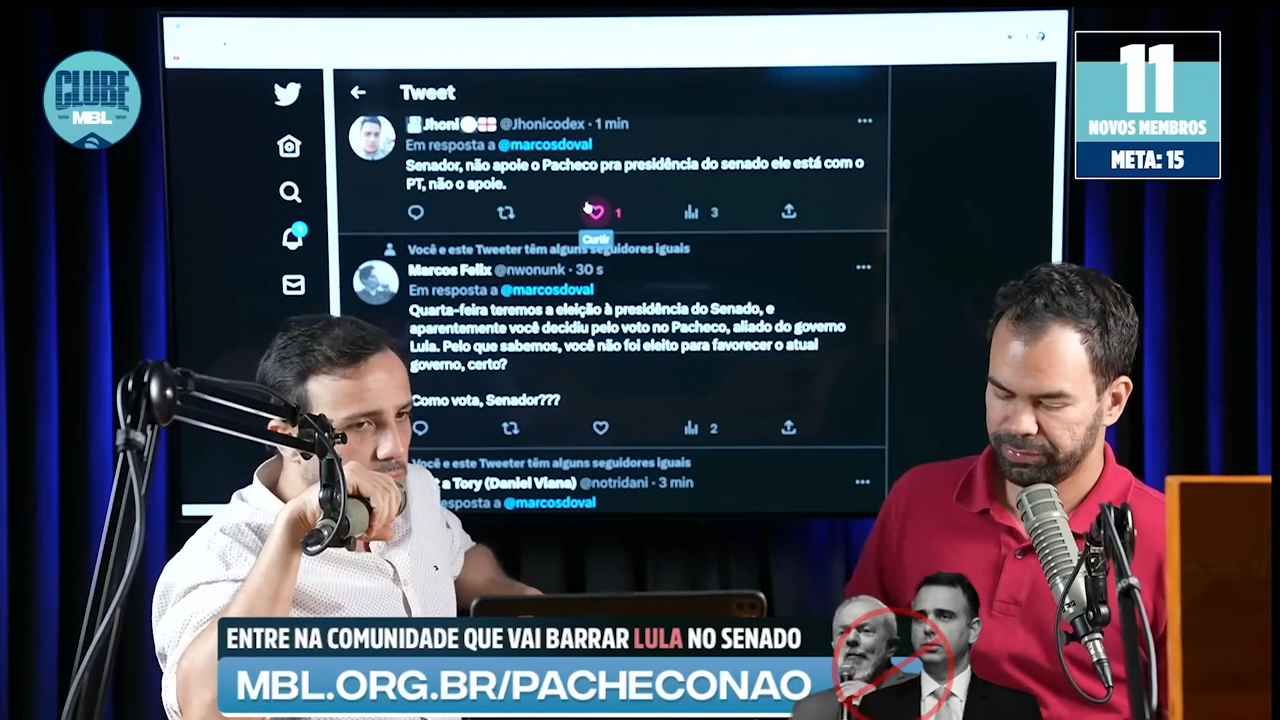 CLUBE
MBL
11
NOVOS MEMBROS
META: 15
Tweet
Jhoni @Jhonicodex · 1 min
Em resposta a @marcosdoval
Senador, não apoie o Pacheco pra presidência do senado ele está com o
PT, não o apoie.
1
3
Curtir
Você e este Tweeter têm alguns seguidores iguais
Marcos Felix @nwonunk · 30 s
Em resposta a @marcosdoval
Quarta-feira teremos a eleição à presidência do Senado, e
aparentemente você decidiu pelo voto no Pacheco, aliado do governo
Lula. Pelo que sabemos, você não foi eleito para favorecer o atual
governo, certo?
Como vota, Senador???
2
Você e este Tweeter têm alguns seguidores iguais
a Tory (Daniel Viana) @notridani · 3 min
esposta a @marcosdoval
ENTRE NA COMUNIDADE QUE VAI BARRAR LULA NO SENADO
MBL.ORG.BR/PACHECONAO